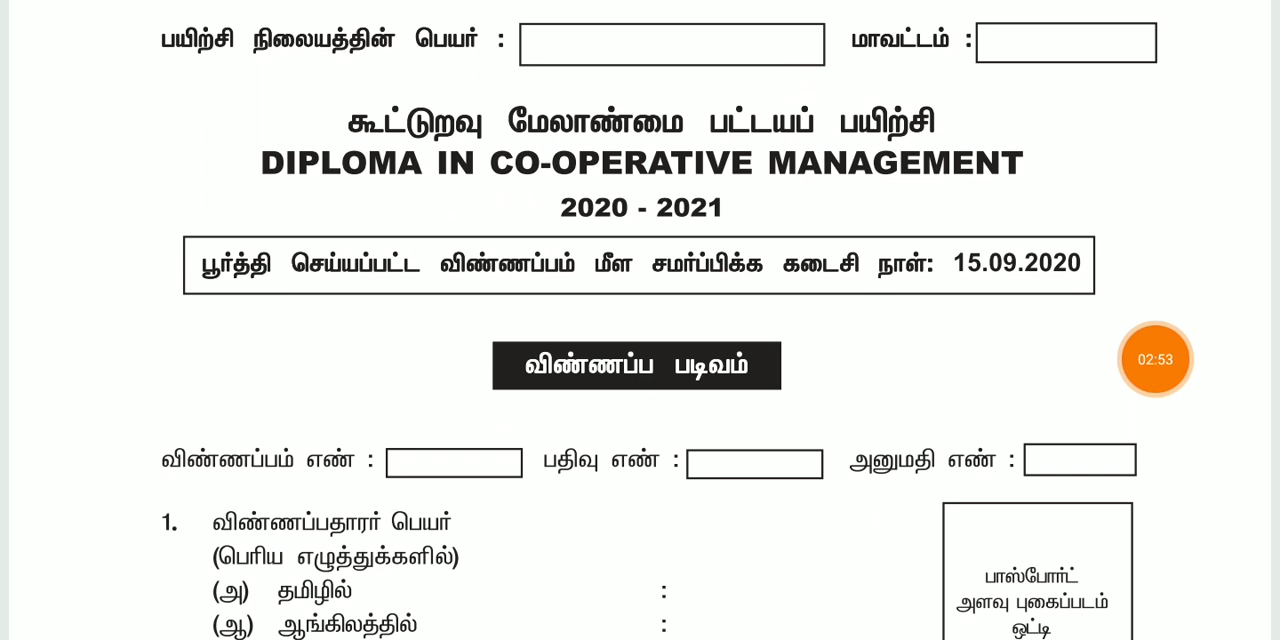 பயிற்சி நிலையத்தின் பெயர் : மாவட்டம் :
கூட்டுறவு மேலாண்மை பட்டயப் பயிற்சி
DIPLOMA IN CO-OPERATIVE MANAGEMENT
2020 - 2021
பூர்த்தி செய்யப்பட்ட விண்ணப்பம் மீள சமர்ப்பிக்க கடைசி நாள்: 15.09.2020
விண்ணப்ப படிவம்
02:53
விண்ணப்பம் எண் : பதிவு எண் : அனுமதி எண் :
1. விண்ணப்பதாரர் பெயர்
(பெரிய எழுத்துக்களில்)
(அ) தமிழில் :
(ஆ) ஆங்கிலத்தில் :
பாஸ்போர்ட்
அளவு புகைப்படம்
ஒட்டி